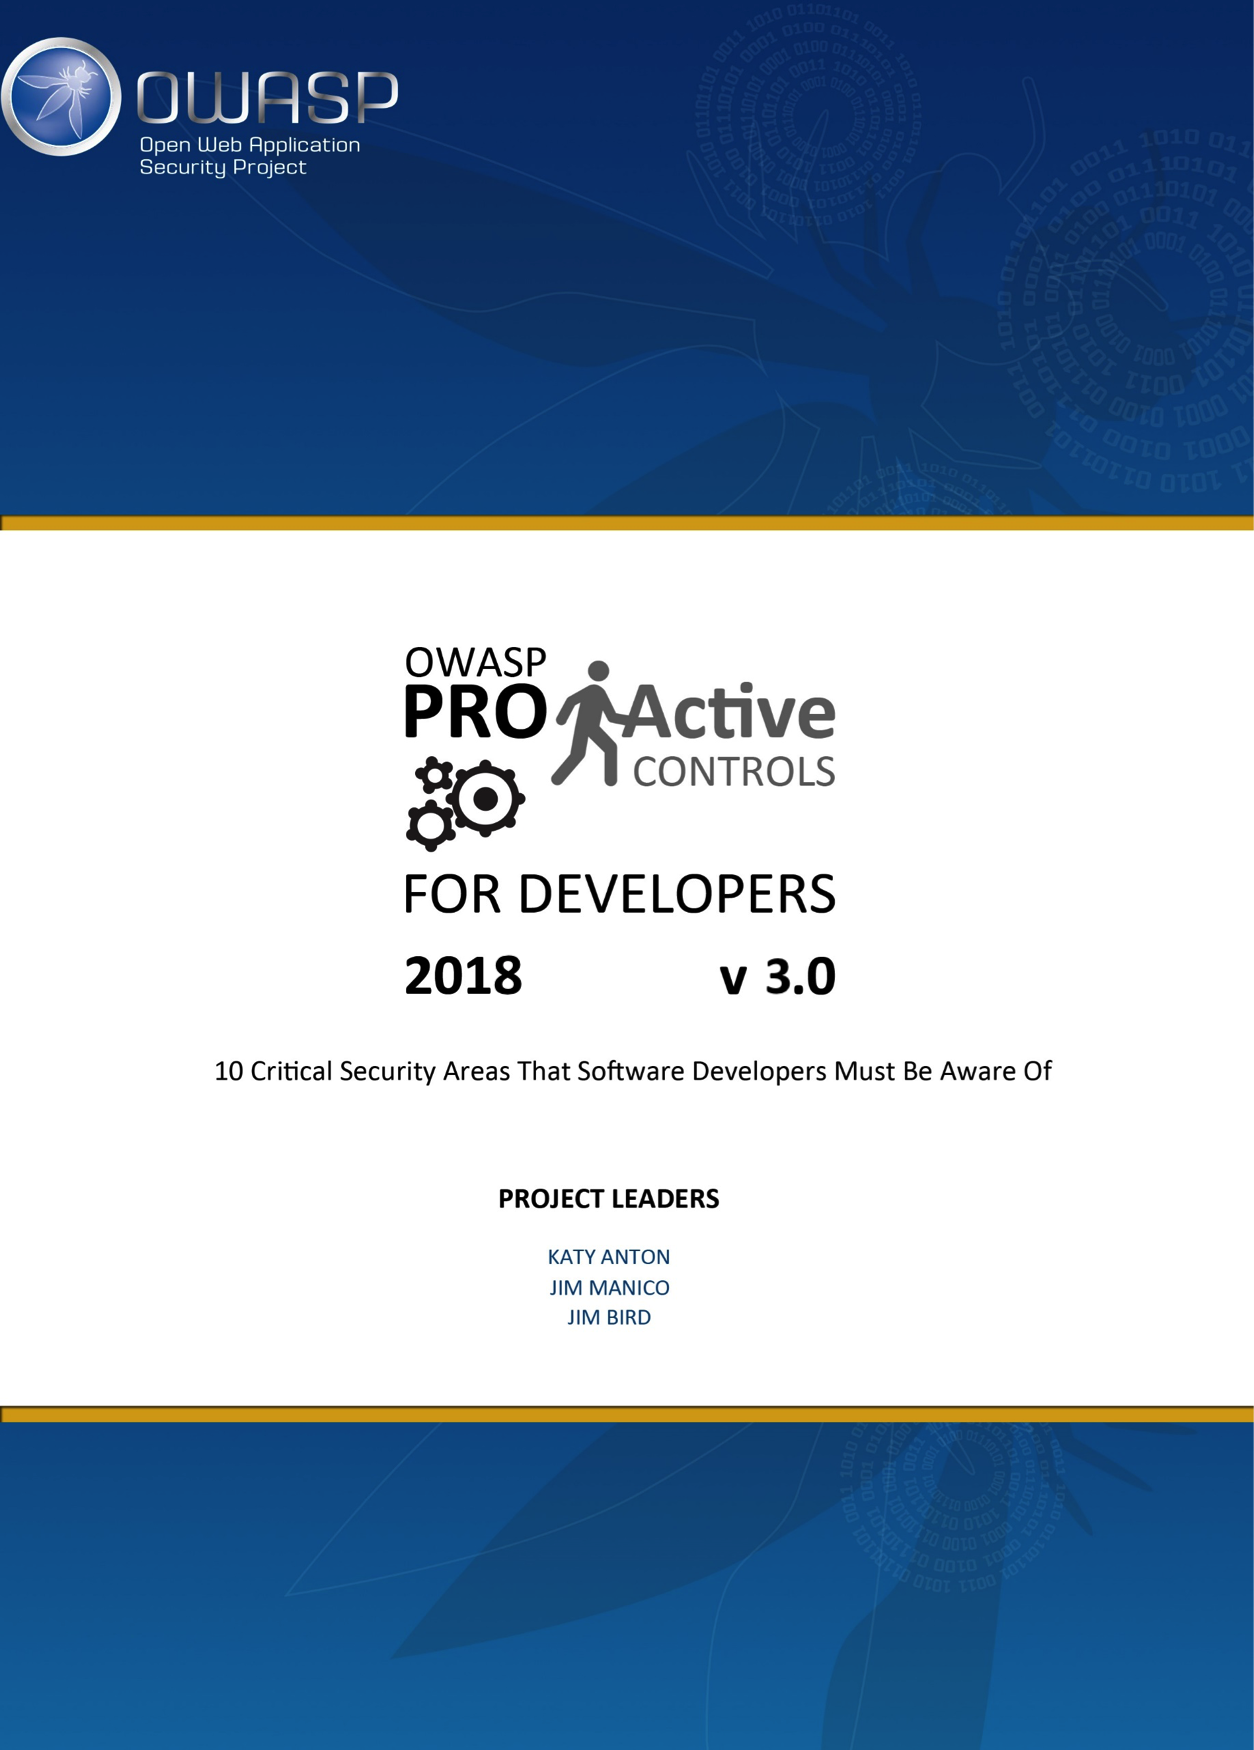 OWASP
Open Web Application
Security Project
OWASP
PRO Active
CONTROLS
FOR DEVELOPERS
2018 v 3.0
10 Critical Security Areas That Software Developers Must Be Aware Of
PROJECT LEADERS
KATY ANTON
JIM MANICO
JIM BIRD